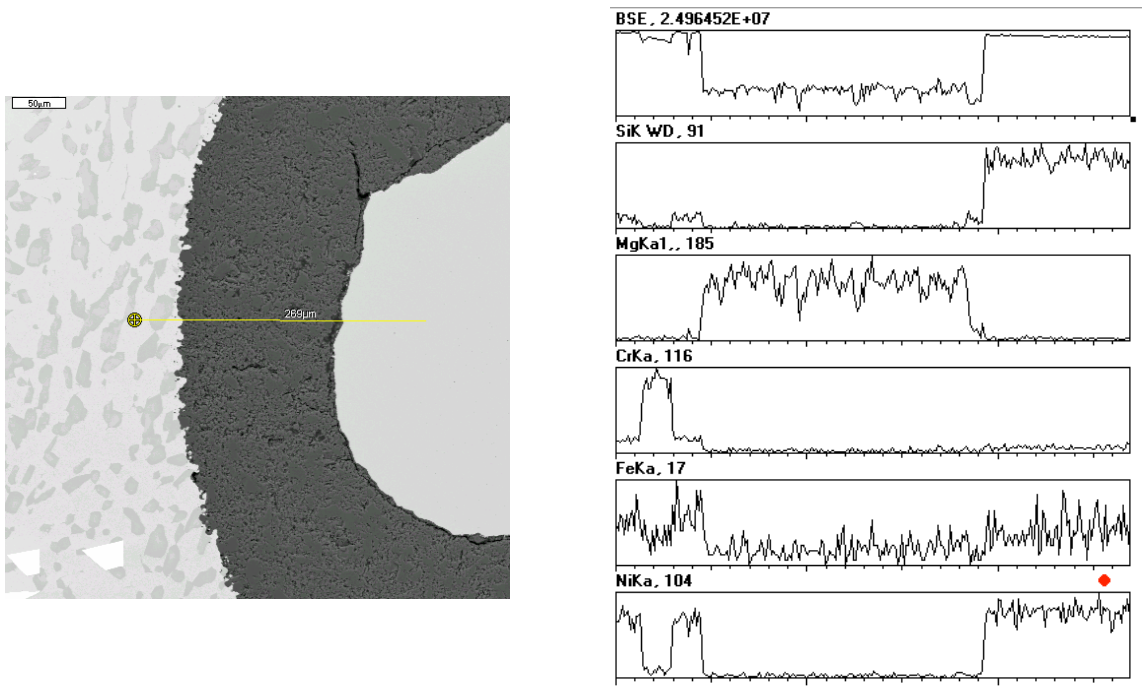 50µm
269µm
BSE, 2.496452E+07
SiK WD, 91
MgKa1,, 185
CrKa, 116
FeKa, 17
NiKa, 104